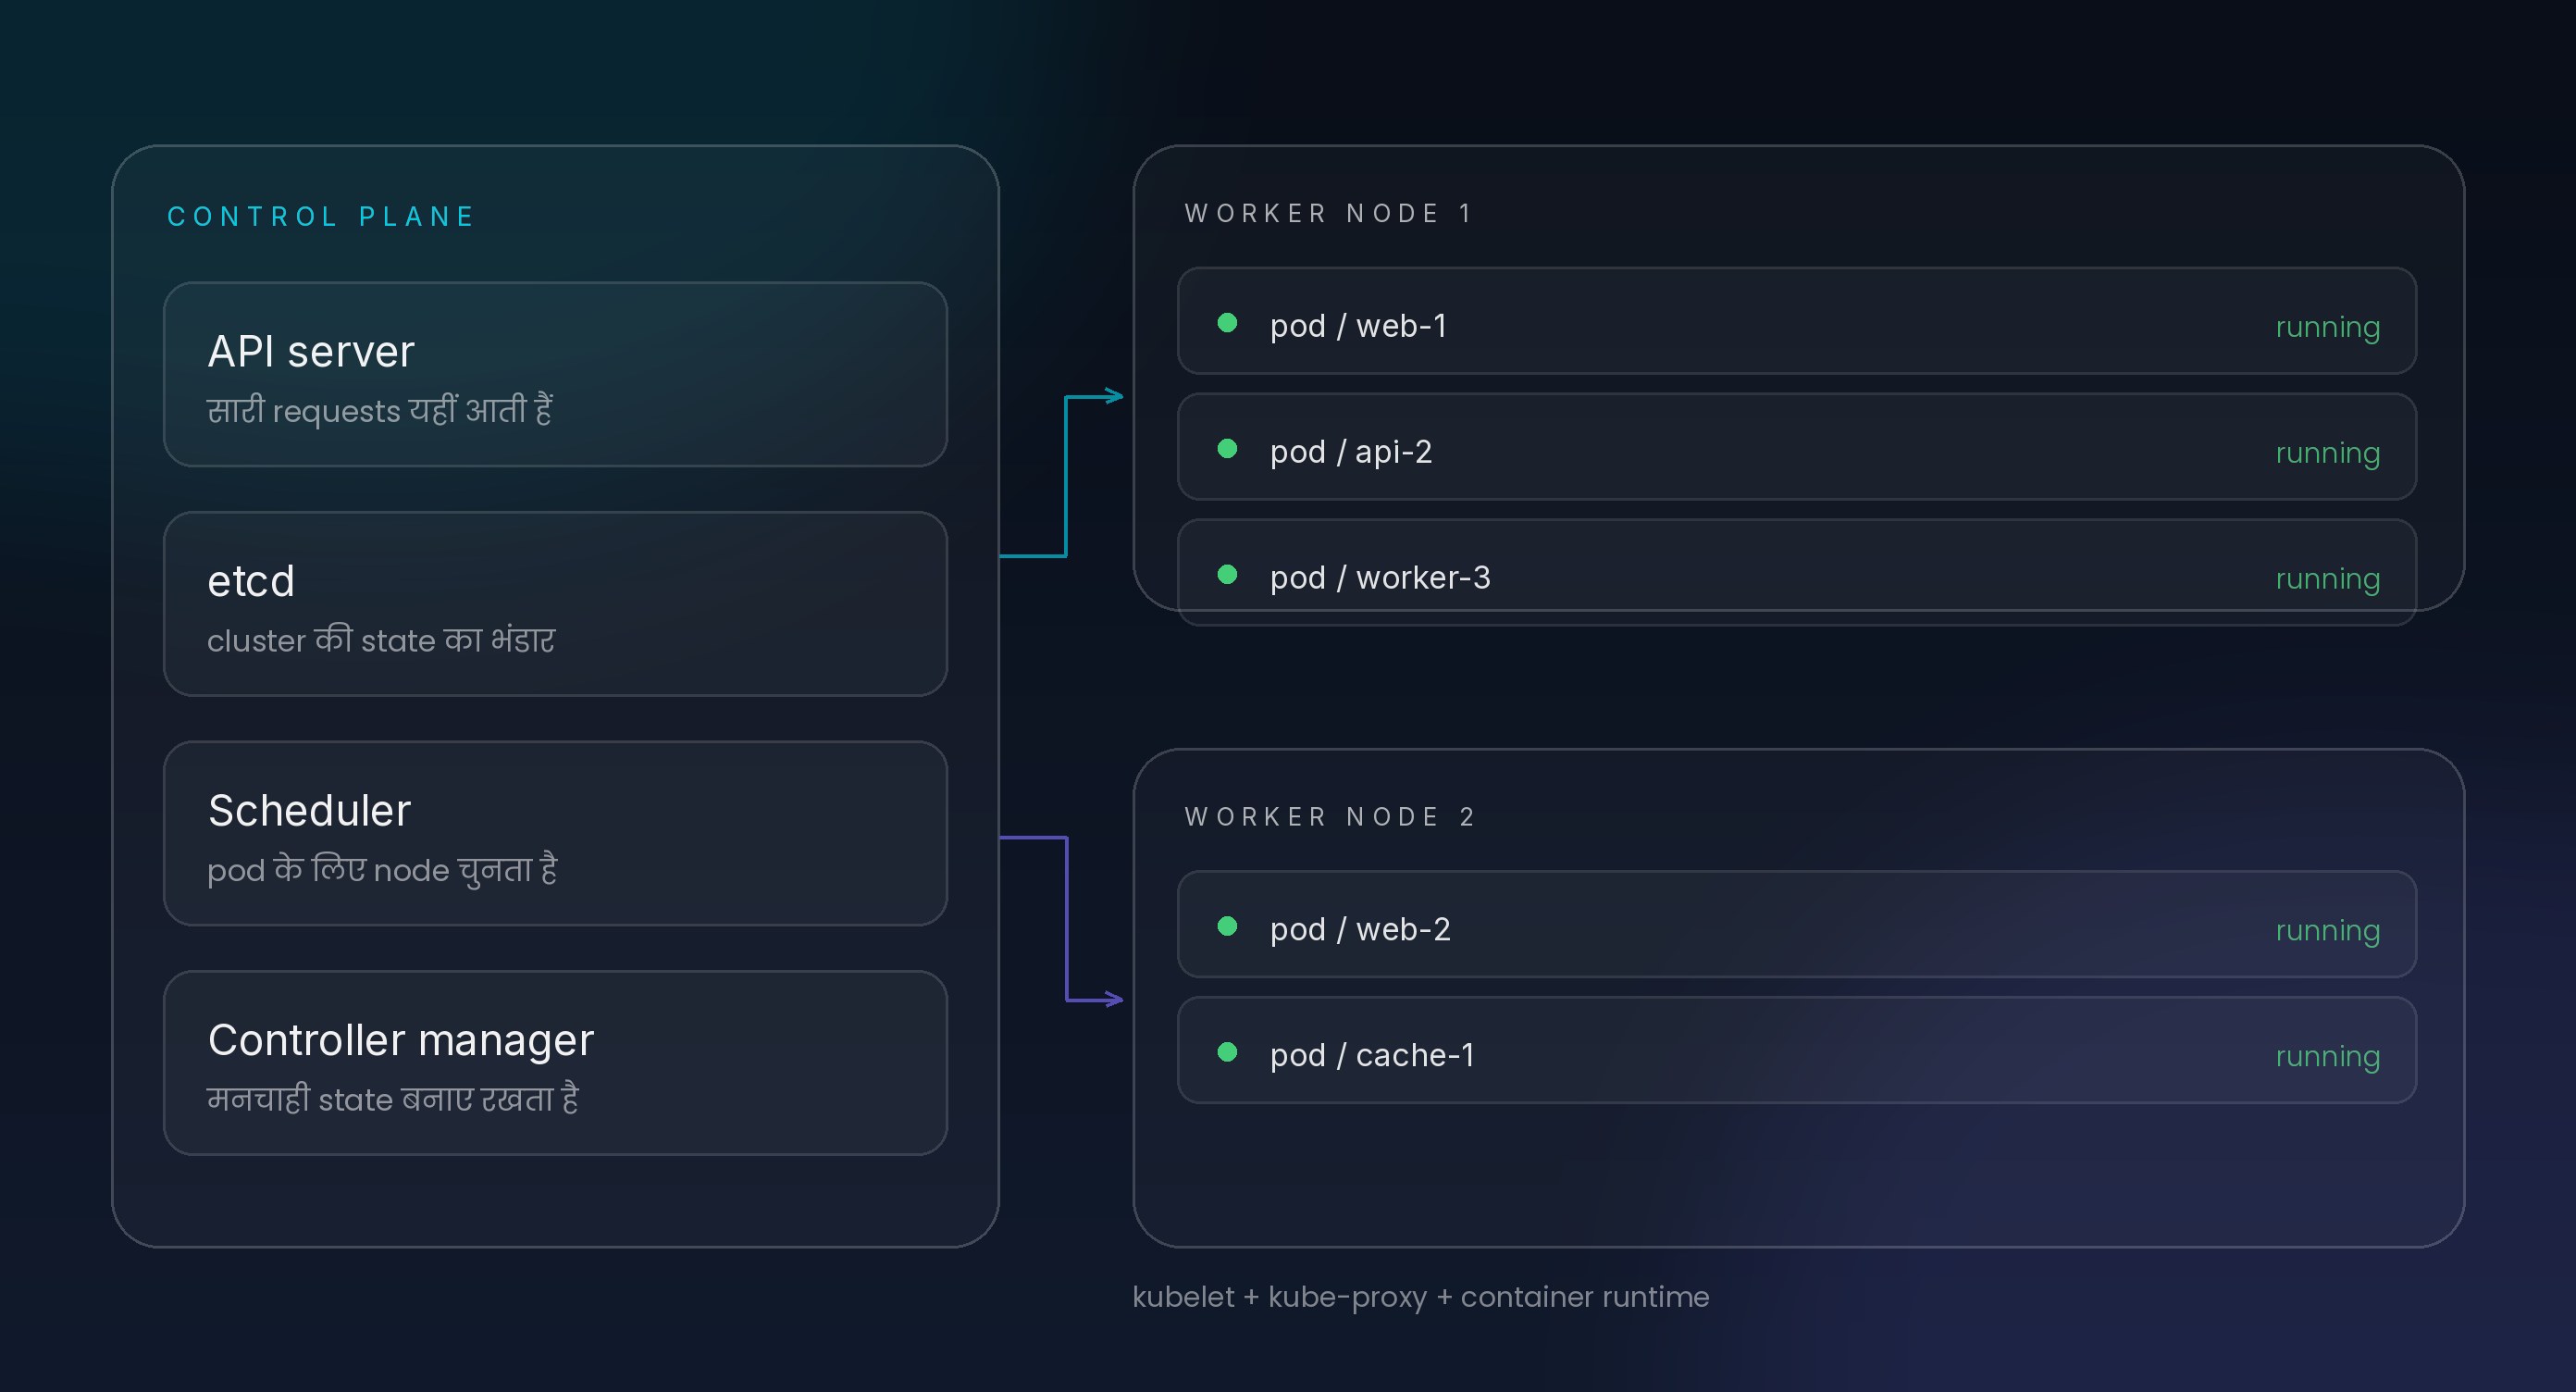 CONTROL PLANE
API server
सारी requests यहीं आती हैं
etcd
cluster की state का भंडार
Scheduler
pod के लिए node चुनता है
Controller manager
मनचाही state बनाए रखता है
WORKER NODE 1
pod / web-1 running
pod / api-2 running
pod / worker-3 running
WORKER NODE 2
pod / web-2 running
pod / cache-1 running
kubelet + kube-proxy + container runtime